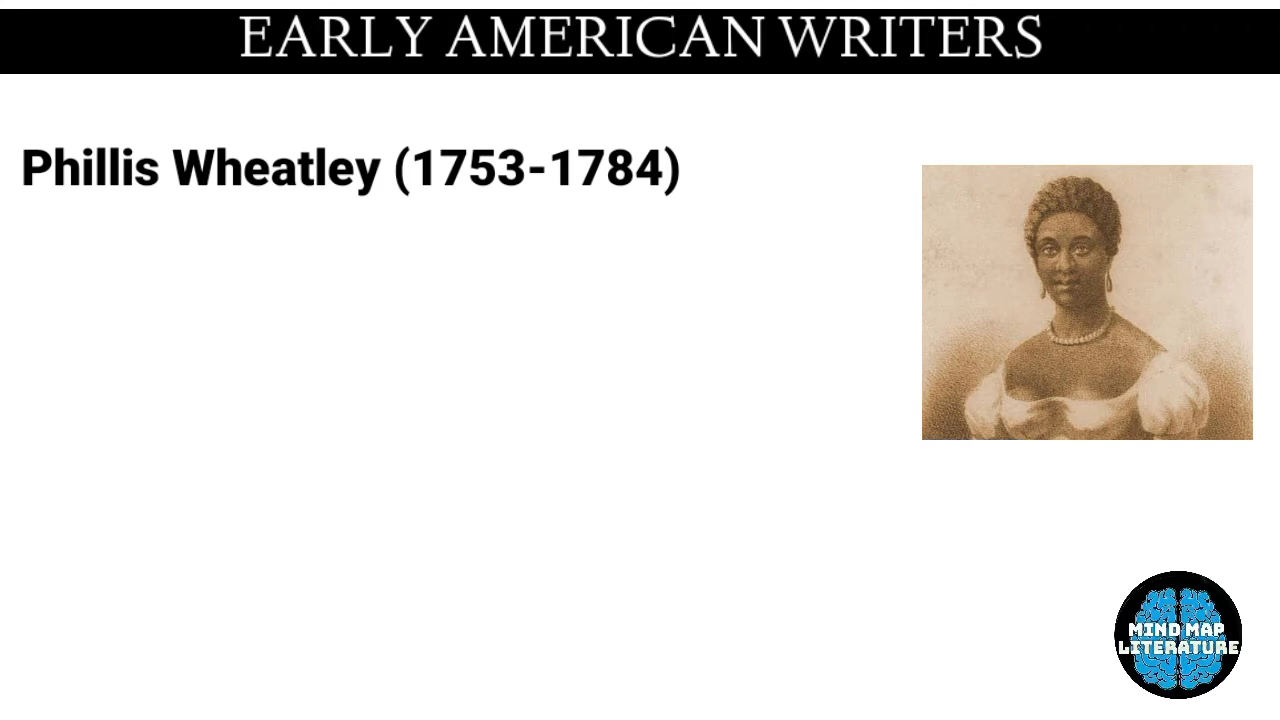 EARLY AMERICAN WRITERS
Phillis Wheatley (1753-1784)
MIND MAP
LITERATURE